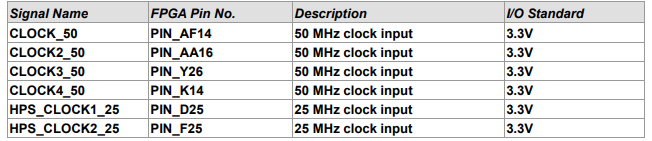 Signal Name FPGA Pin No. Description I/O Standard
CLOCK_50 PIN_AF14 50 MHz clock input 3.3V
CLOCK2_50 PIN_AA16 50 MHz clock input 3.3V
CLOCK3_50 PIN_Y26 50 MHz clock input 3.3V
CLOCK4_50 PIN_K14 50 MHz clock input 3.3V
HPS_CLOCK1_25 PIN_D25 25 MHz clock input 3.3V
HPS_CLOCK2_25 PIN_F25 25 MHz clock input 3.3V